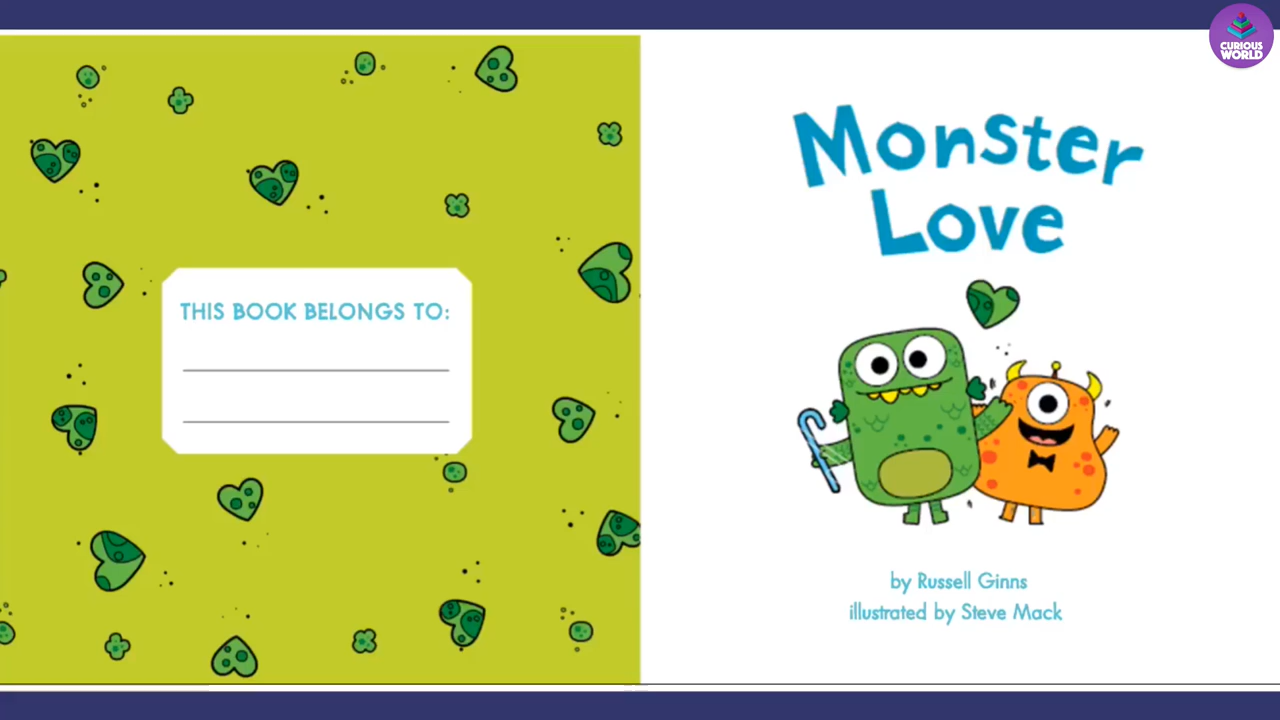 THIS BOOK BELONGS TO:
Monster
Love
by Russell Ginns
illustrated by Steve Mack
CURIOUS
WORLD